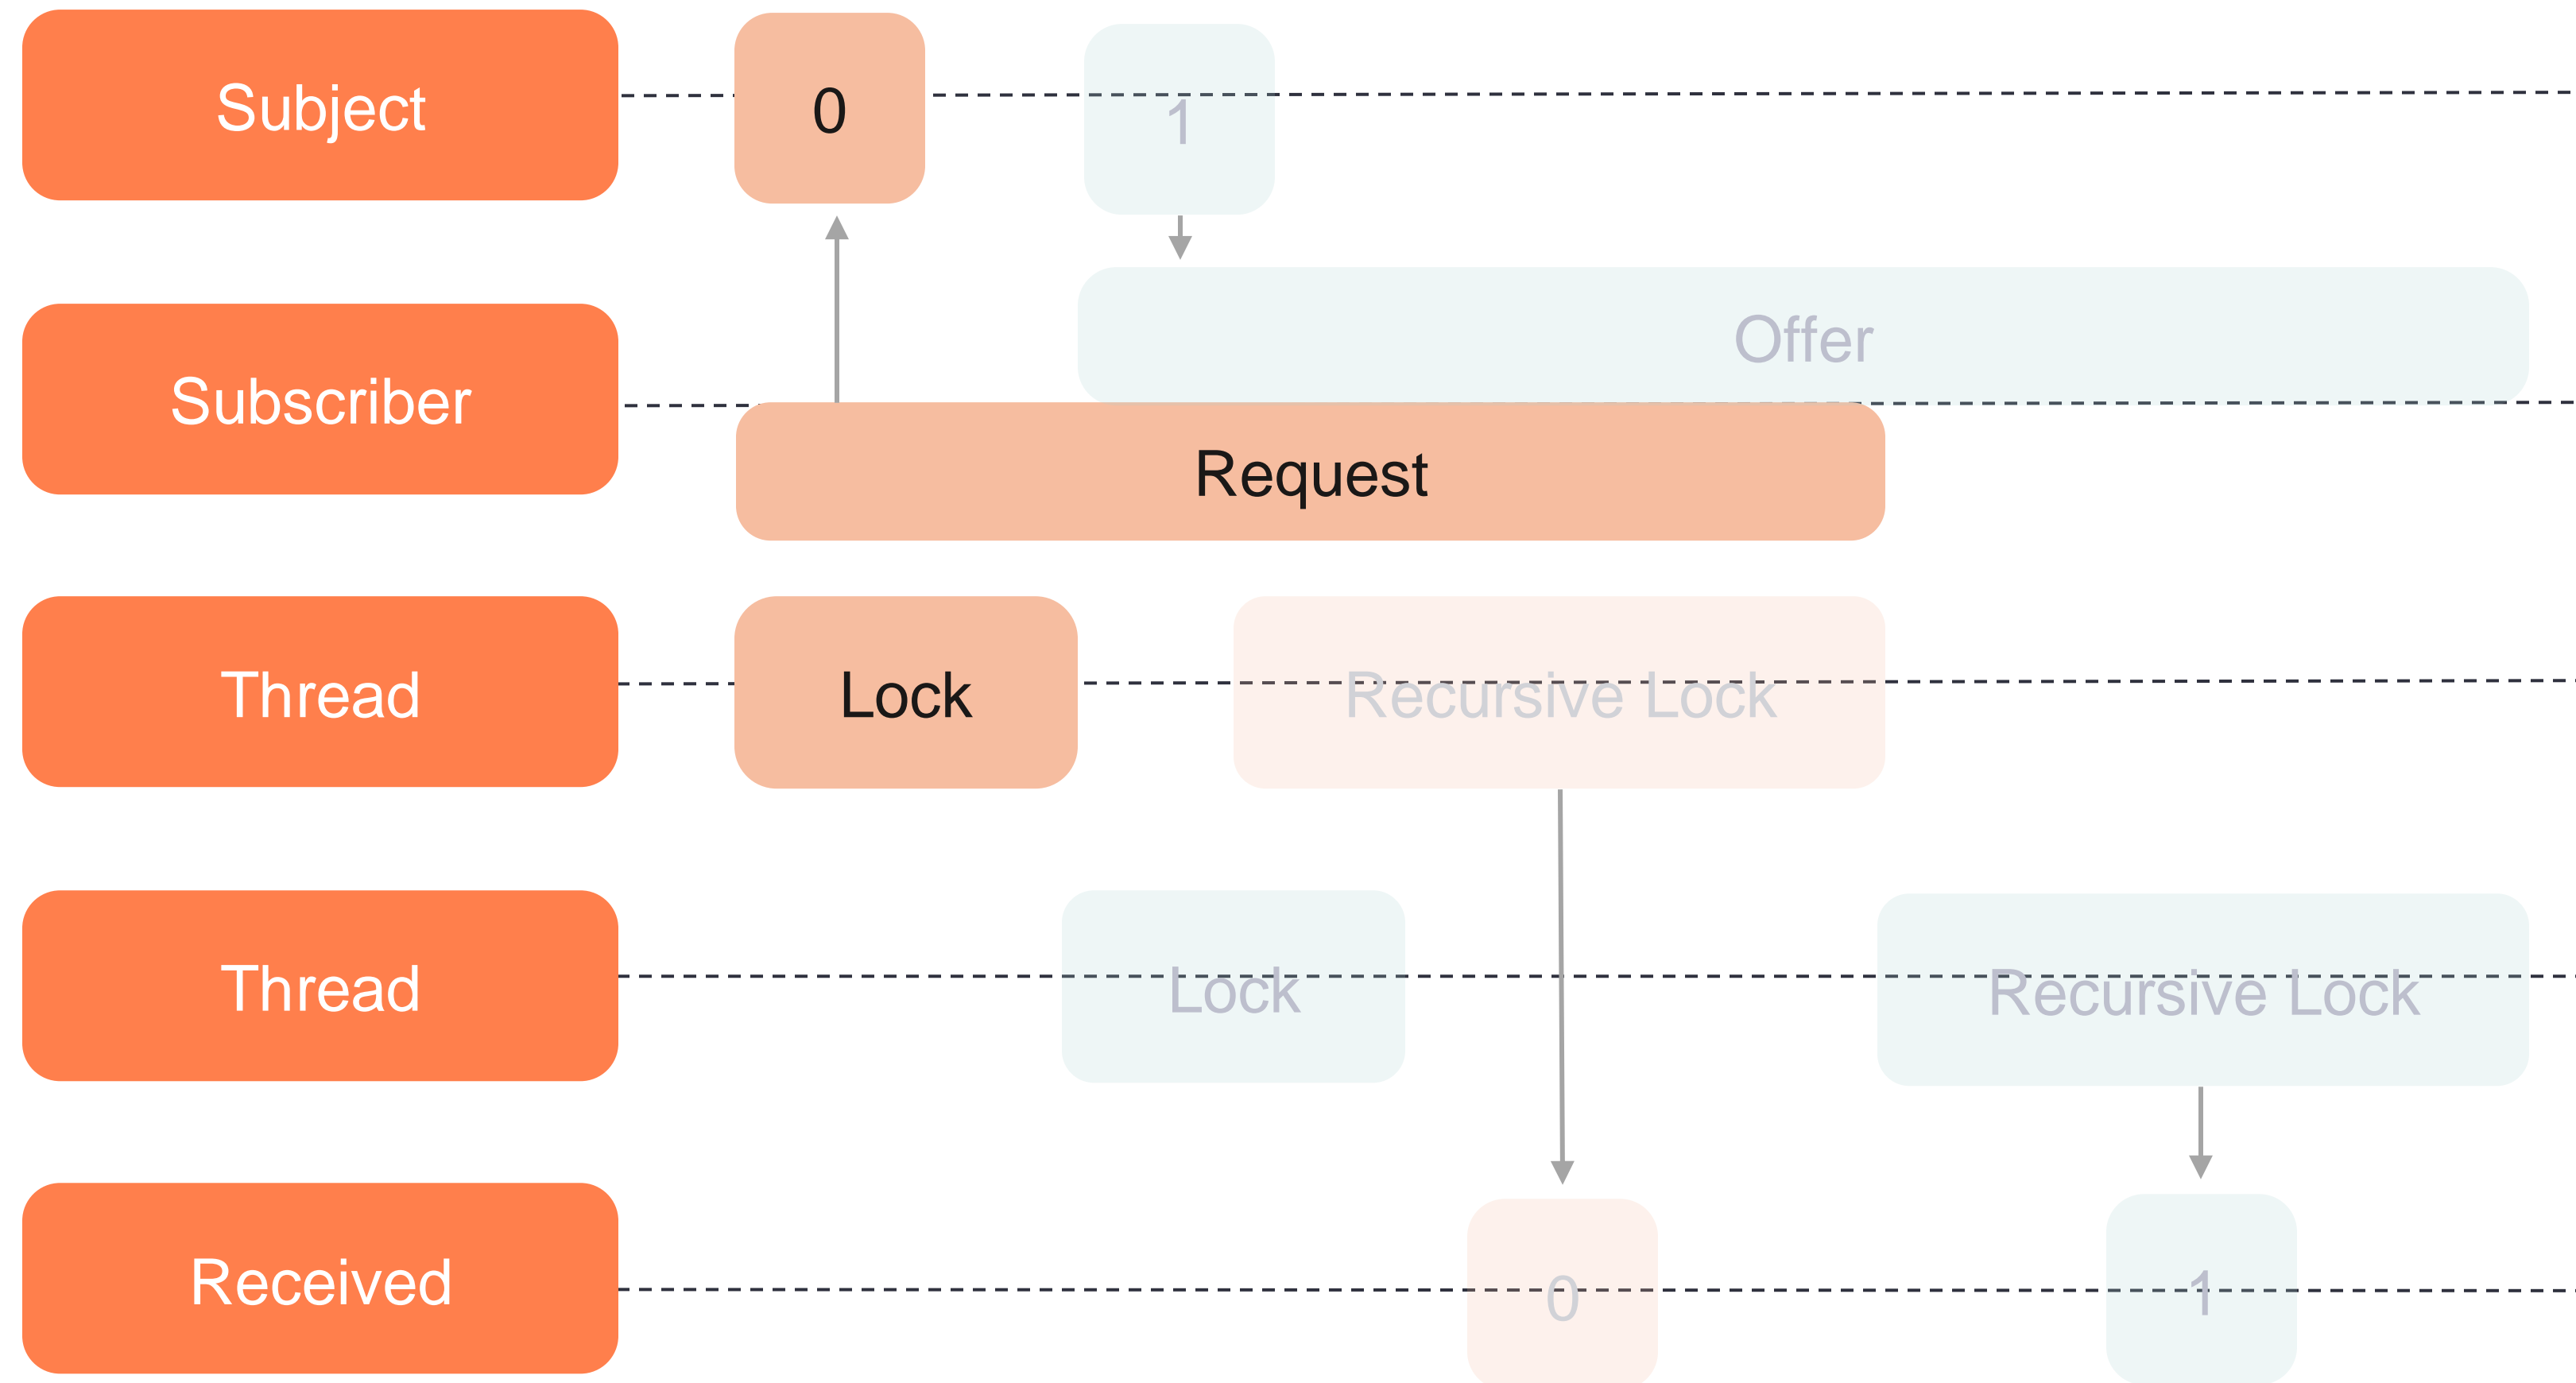 Subject
0
1
Offer
Subscriber
Request
Thread
Lock
Recursive Lock
Thread
Lock
Recursive Lock
Received
0
1